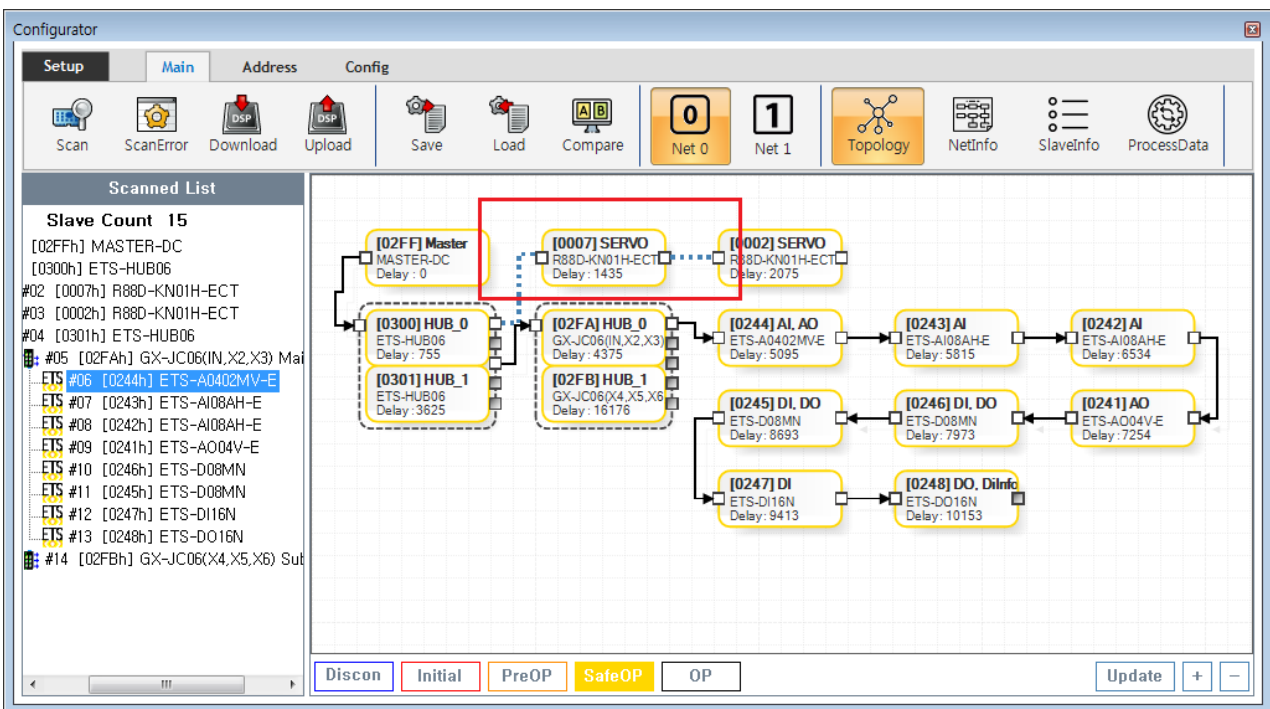 Configurator
Setup Main Address Config
Scan ScanError Download Upload Save Load Compare Net 0 Net 1 Topology NetInfo SlaveInfo ProcessData
DSP DSP A B 0 1
Scanned List
Slave Count 15
[02FFh] MASTER-DC
[0300h] ETS-HUB06
#02 [0007h] R88D-KN01H-ECT
#03 [0002h] R88D-KN01H-ECT
#04 [0301h] ETS-HUB06
#05 [02FAh] GX-JC06(IN,X2,X3) Mai
ETS #06 [0244h] ETS-A0402MV-E
ETS #07 [0243h] ETS-AI08AH-E
ETS #08 [0242h] ETS-AI08AH-E
ETS #09 [0241h] ETS-AO04V-E
ETS #10 [0246h] ETS-D08MN
ETS #11 [0245h] ETS-D08MN
ETS #12 [0247h] ETS-DI16N
ETS #13 [0248h] ETS-DO16N
#14 [02FBh] GX-JC06(X4,X5,X6) Sub
[02FF] Master
MASTER-DC
Delay : 0
[0007] SERVO
R88D-KN01H-ECT
Delay : 1435
[0002] SERVO
R88D-KN01H-ECT
Delay : 2075
[0300] HUB_0
ETS-HUB06
Delay : 755
[0301] HUB_1
ETS-HUB06
Delay : 3625
[02FA] HUB_0
GX-JC06(IN,X2,X3)
Delay : 4375
[02FB] HUB_1
GX-JC06(X4,X5,X6
Delay : 16176
[0244] AI, AO
ETS-A0402MV-E
Delay : 5095
[0243] AI
ETS-AI08AH-E
Delay : 5815
[0242] AI
ETS-AI08AH-E
Delay : 6534
[0245] DI, DO
ETS-D08MN
Delay : 8693
[0246] DI, DO
ETS-D08MN
Delay : 7973
[0241] AO
ETS-AO04V-E
Delay : 7254
[0247] DI
ETS-DI16N
Delay : 9413
[0248] DO, DiInfo
ETS-DO16N
Delay : 10153
Discon Initial PreOP SafeOP OP Update + −